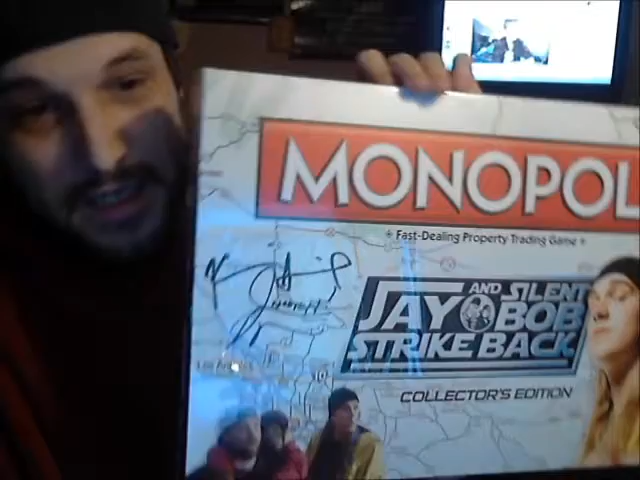 MONOPOL
Fast-Dealing Property Trading Game
JAY AND SILENT
BOB
STRIKE BACK
COLLECTOR'S EDITION